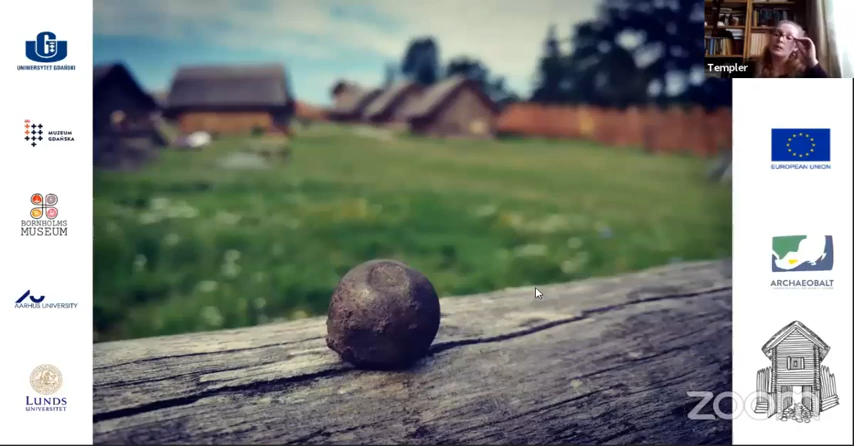 UNIWERSYTET GDAŃSKI
MUZEUM
GDAŃSKA
BORNHOLMS
MUSEUM
AARHUS UNIVERSITY
LUNDS
UNIVERSITET
Templer
EUROPEAN UNION
ARCHAEOBALT
zoom